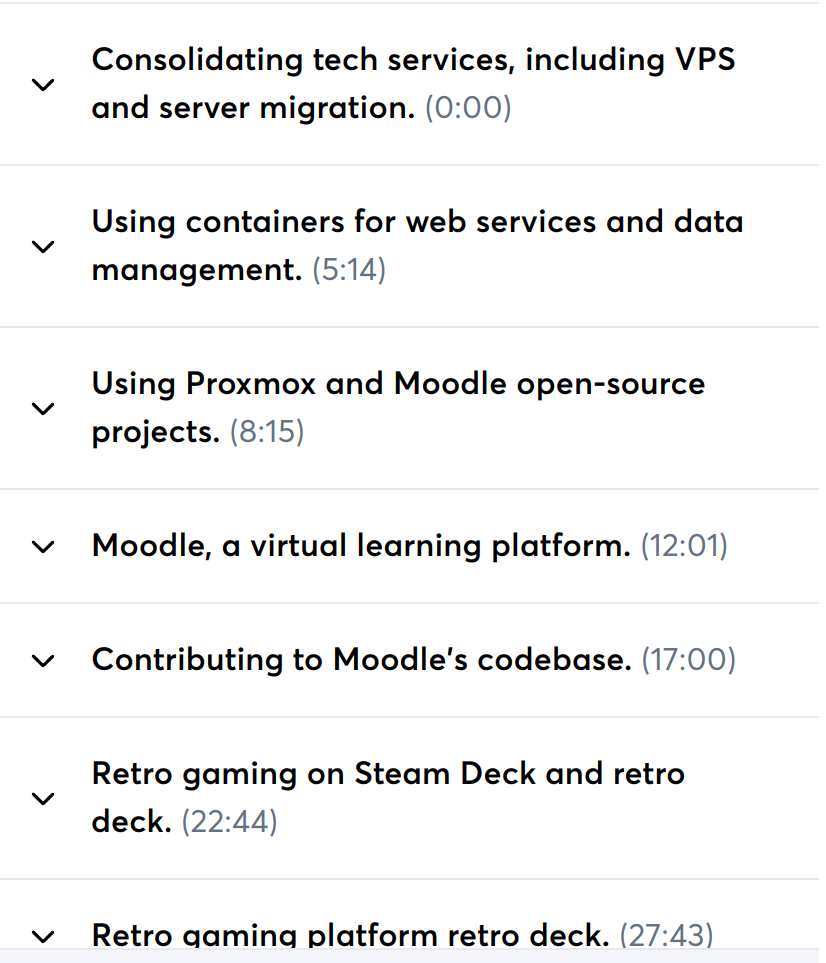 Consolidating tech services, including VPS
and server migration. (0:00)
Using containers for web services and data
management. (5:14)
Using Proxmox and Moodle open-source
projects. (8:15)
Moodle, a virtual learning platform. (12:01)
Contributing to Moodle's codebase. (17:00)
Retro gaming on Steam Deck and retro
deck. (22:44)
Retro gaming platform retro deck. (27:43)